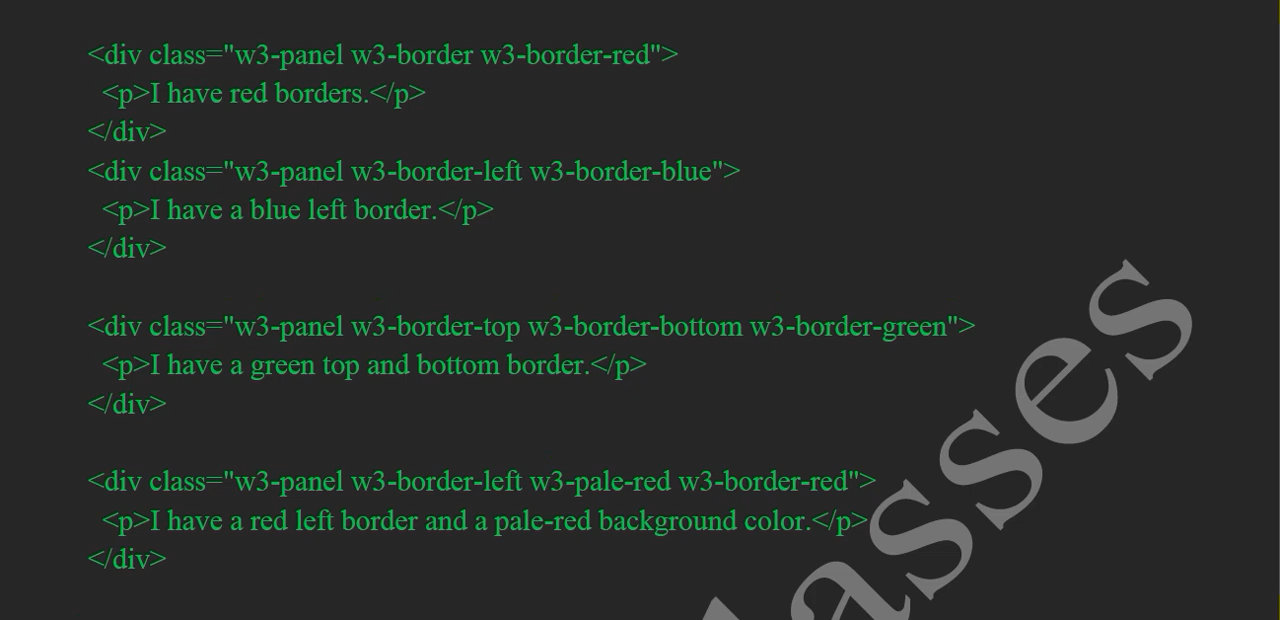 <div class="w3-panel w3-border w3-border-red">
<p>I have red borders.</p>
</div>
<div class="w3-panel w3-border-left w3-border-blue">
<p>I have a blue left border.</p>
</div>
<div class="w3-panel w3-border-top w3-border-bottom w3-border-green">
<p>I have a green top and bottom border.</p>
</div>
<div class="w3-panel w3-border-left w3-pale-red w3-border-red">
<p>I have a red left border and a pale-red background color.</p>
</div>